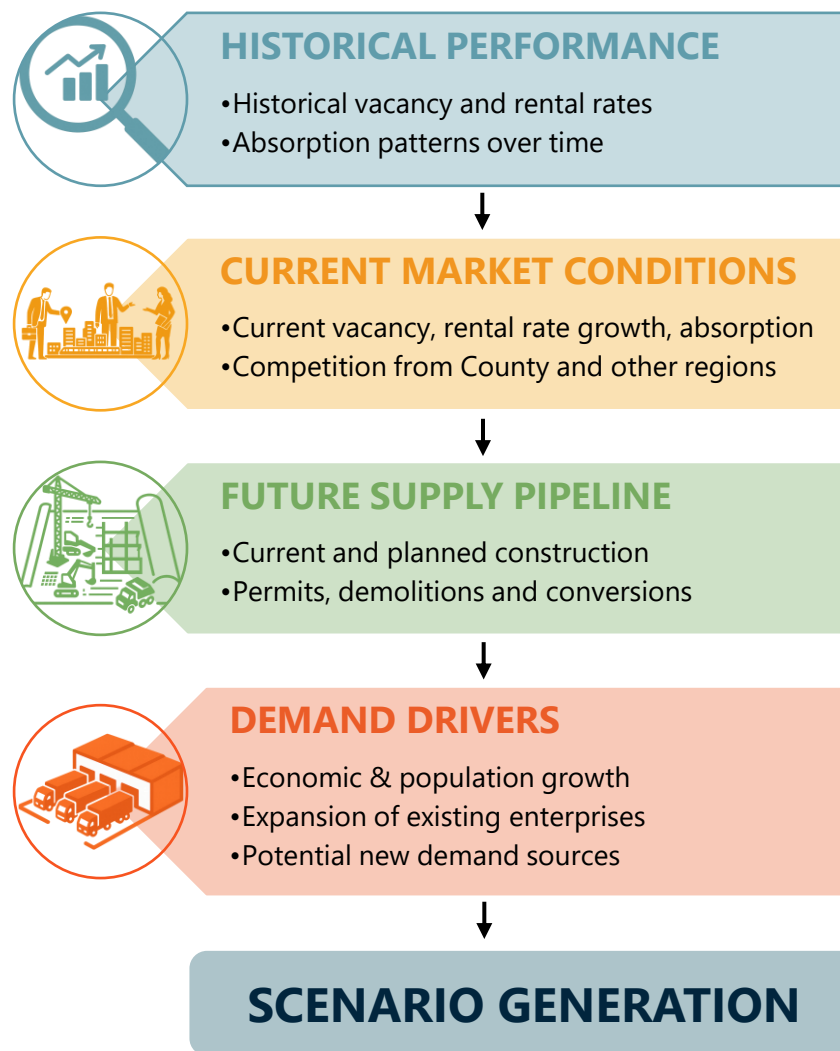 HISTORICAL PERFORMANCE
•Historical vacancy and rental rates
•Absorption patterns over time
CURRENT MARKET CONDITIONS
•Current vacancy, rental rate growth, absorption
•Competition from County and other regions
FUTURE SUPPLY PIPELINE
•Current and planned construction
•Permits, demolitions and conversions
DEMAND DRIVERS
•Economic & population growth
•Expansion of existing enterprises
•Potential new demand sources
SCENARIO GENERATION